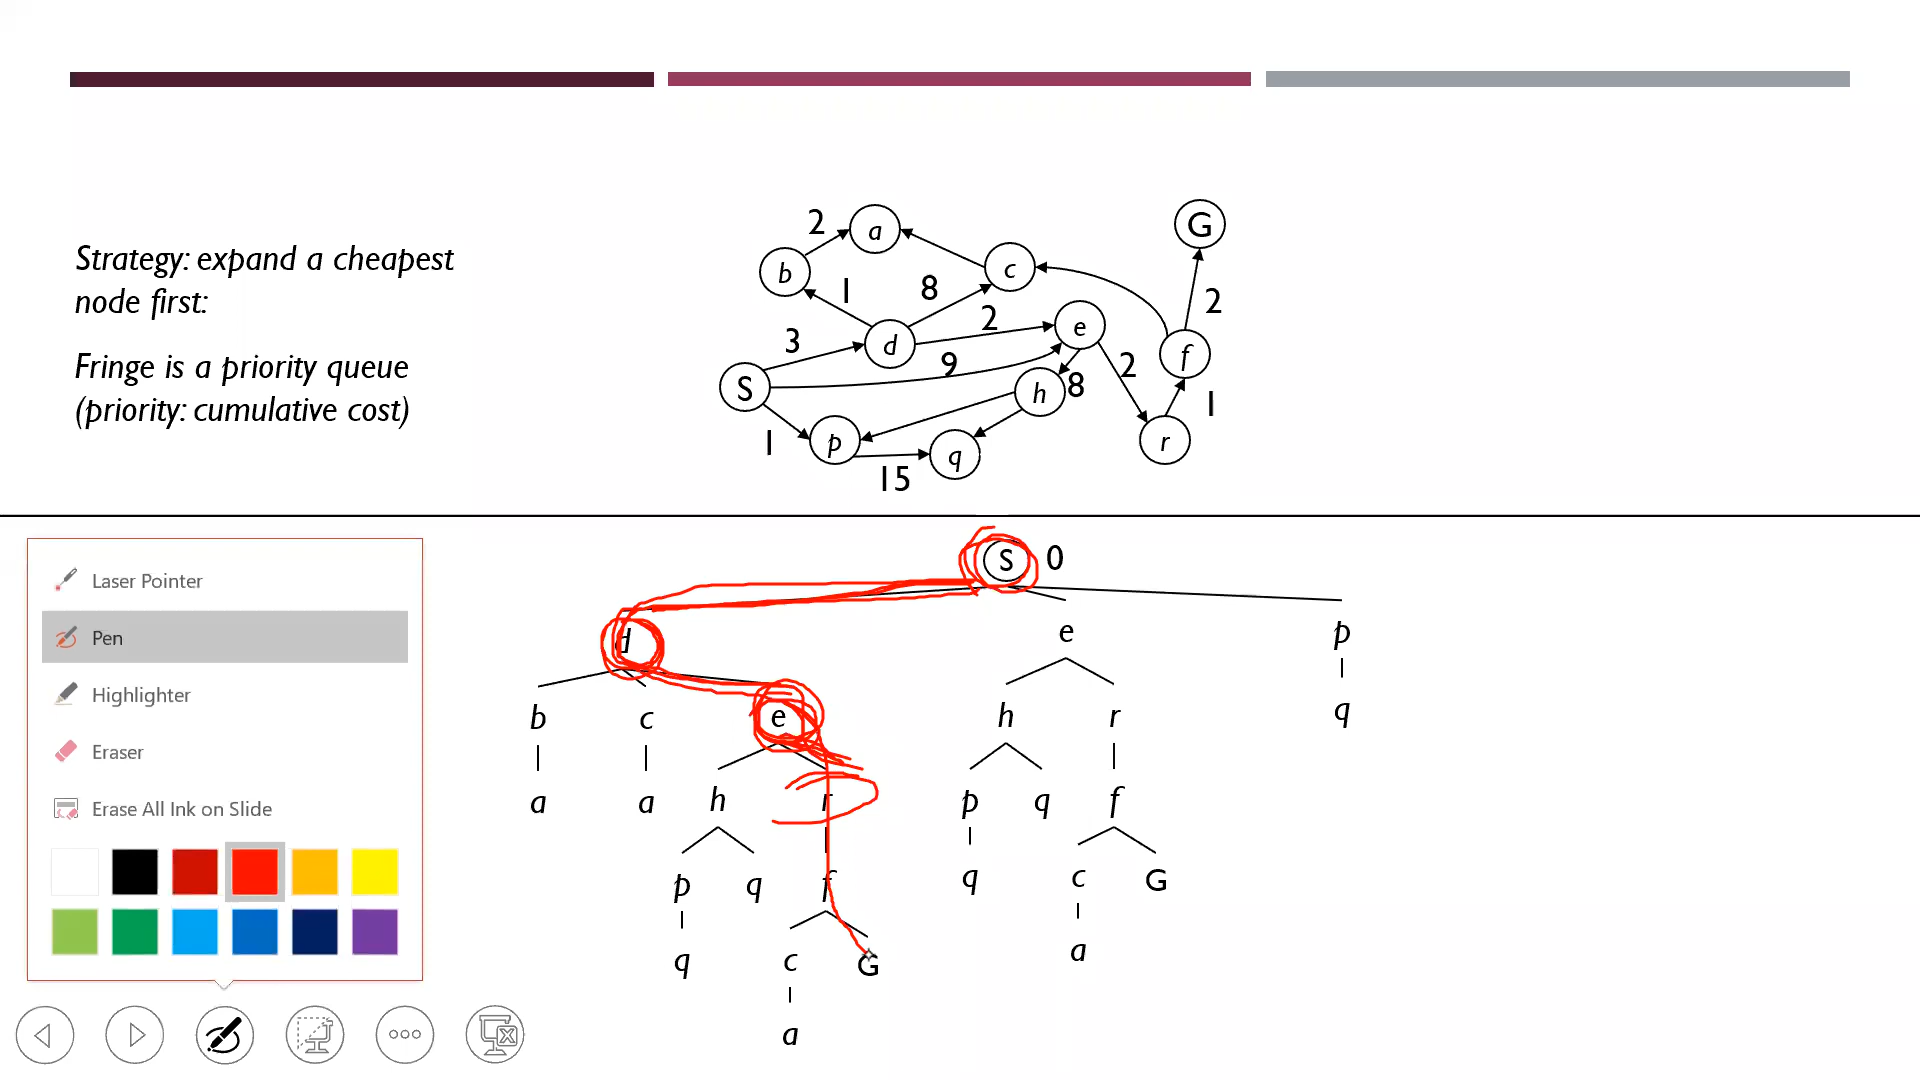 Strategy: expand a cheapest
node first:
Fringe is a priority queue
(priority: cumulative cost)
G
2 a
b c
1 8 2
2 e
3 d f
9 2
S h 8 1
1 p q r
15
Laser Pointer
Pen
Highlighter
Eraser
Erase All Ink on Slide
S 0
d e p
b c e h r q
a a h r p q f
p q f q c G
q c G a
a